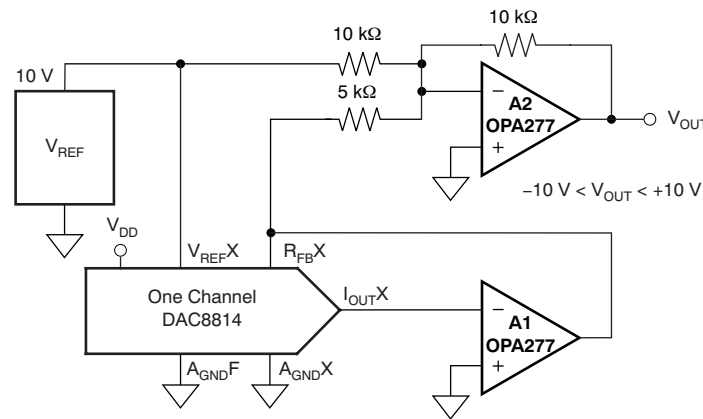 10 kΩ
10 kΩ
10 V
5 kΩ
A2
OPA277
−
+
V_OUT
V_REF
−10 V < V_OUT < +10 V
V_DD
V_REFX
R_FBX
One Channel
DAC8814
I_OUTX
A1
OPA277
−
+
A_GNDF
A_GNDX